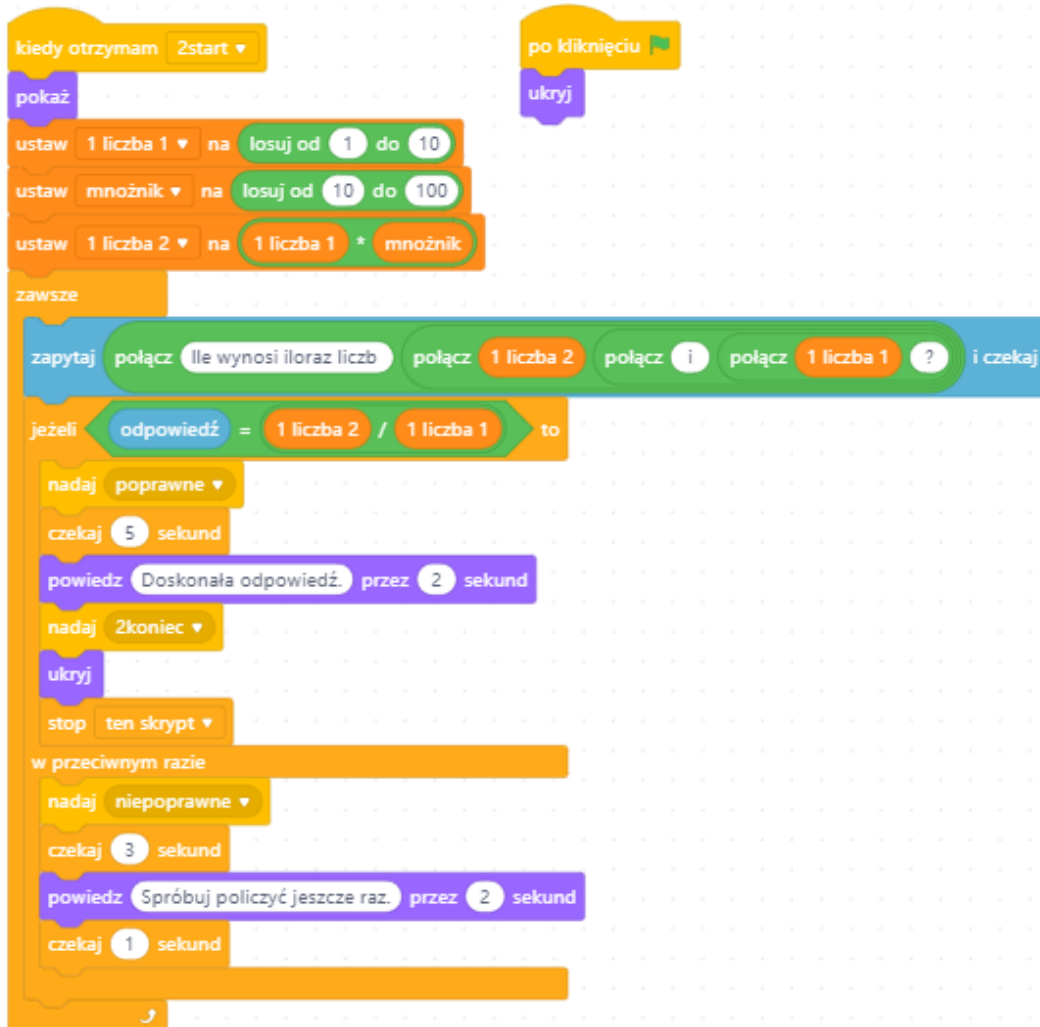 kiedy otrzymam 2start
pokaż
ustaw 1 liczba 1 na losuj od 1 do 10
ustaw mnożnik na losuj od 10 do 100
ustaw 1 liczba 2 na 1 liczba 1 * mnożnik
zawsze
zapytaj połącz Ile wynosi iloraz liczb połącz 1 liczba 2 połącz i połącz 1 liczba 1 ? i czekaj
jeżeli odpowiedź = 1 liczba 2 / 1 liczba 1 to
nadaj poprawne
czekaj 5 sekund
powiedz Doskonała odpowiedź. przez 2 sekund
nadaj 2koniec
ukryj
stop ten skrypt
w przeciwnym razie
nadaj niepoprawne
czekaj 3 sekund
powiedz Spróbuj policzyć jeszcze raz. przez 2 sekund
czekaj 1 sekund
po kliknięciu
ukryj